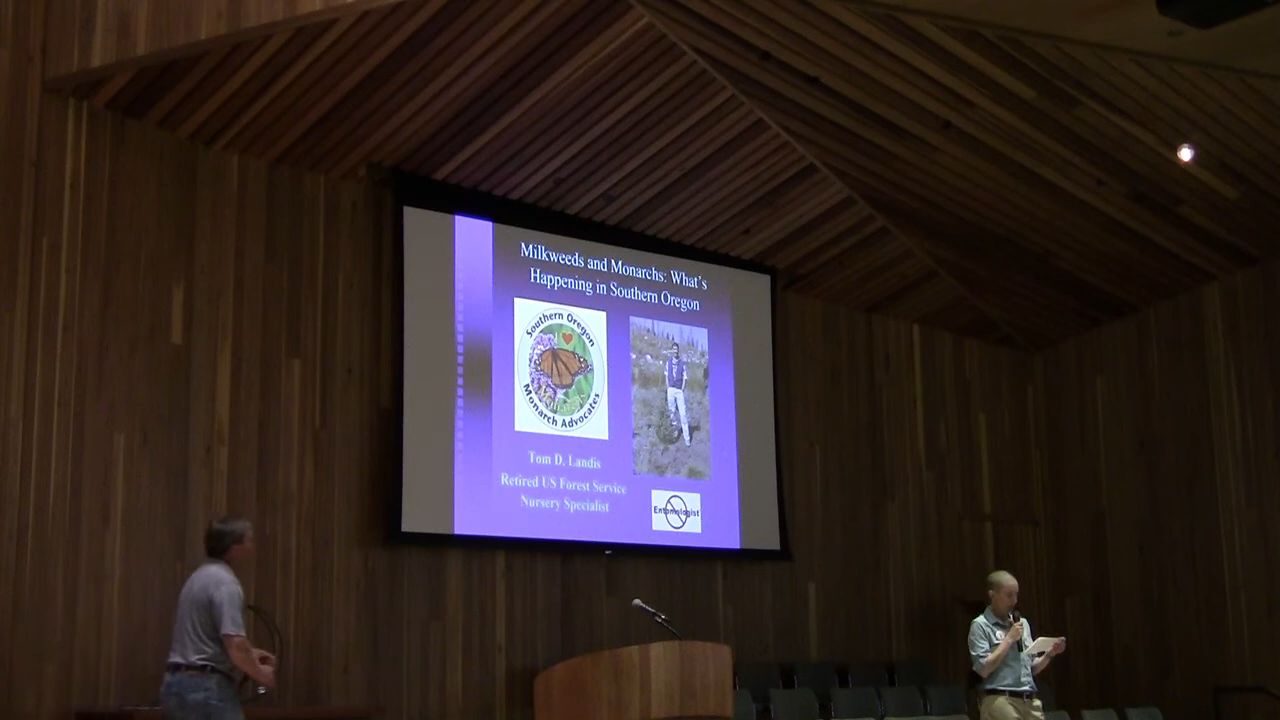 Milkweeds and Monarchs: What's
Happening in Southern Oregon
Southern Oregon
Monarch Advocates
Tom D. Landis
Retired US Forest Service
Nursery Specialist
Entomologist